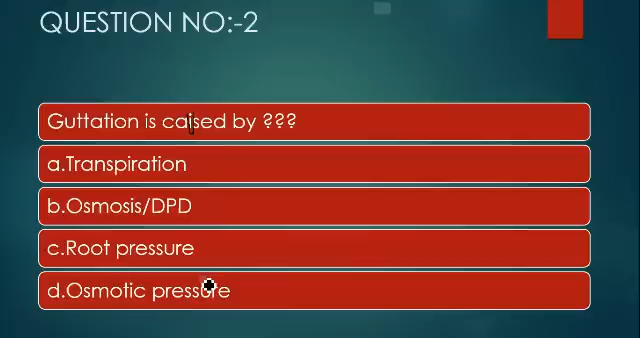 QUESTION NO:-2
Guttation is caused by ???
a.Transpiration
b.Osmosis/DPD
c.Root pressure
d.Osmotic pressure